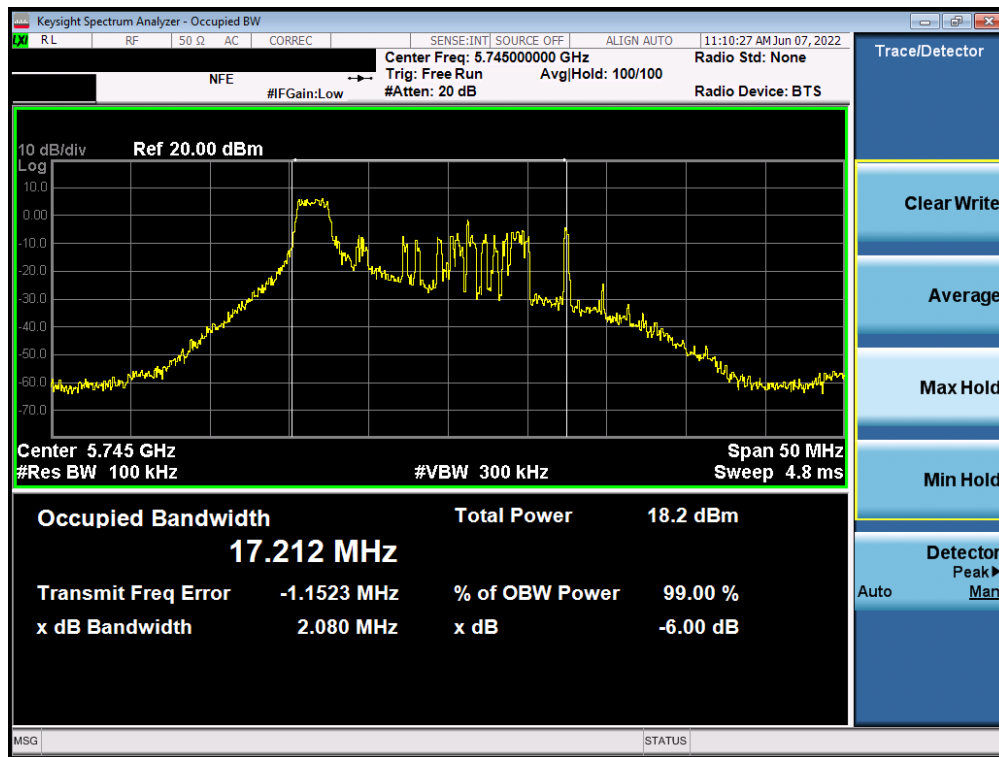 Keysight Spectrum Analyzer - Occupied BW
LXI RL RF 50 Ω AC CORREC SENSE:INT SOURCE OFF ALIGN AUTO 11:10:27 AM Jun 07, 2022
Center Freq: 5.745000000 GHz Radio Std: None
NFE Trig: Free Run Avg|Hold: 100/100
#IFGain:Low #Atten: 20 dB Radio Device: BTS
Trace/Detector
10 dB/div Ref 20.00 dBm
Log
10.0
0.00
-10.0
-20.0
-30.0
-40.0
-50.0
-60.0
-70.0
Center 5.745 GHz Span 50 MHz
#Res BW 100 kHz #VBW 300 kHz Sweep 4.8 ms
Occupied Bandwidth Total Power 18.2 dBm
17.212 MHz
Transmit Freq Error -1.1523 MHz % of OBW Power 99.00 %
x dB Bandwidth 2.080 MHz x dB -6.00 dB
Clear Write
Average
Max Hold
Min Hold
Detector
Peak▶
Auto Man
MSG STATUS